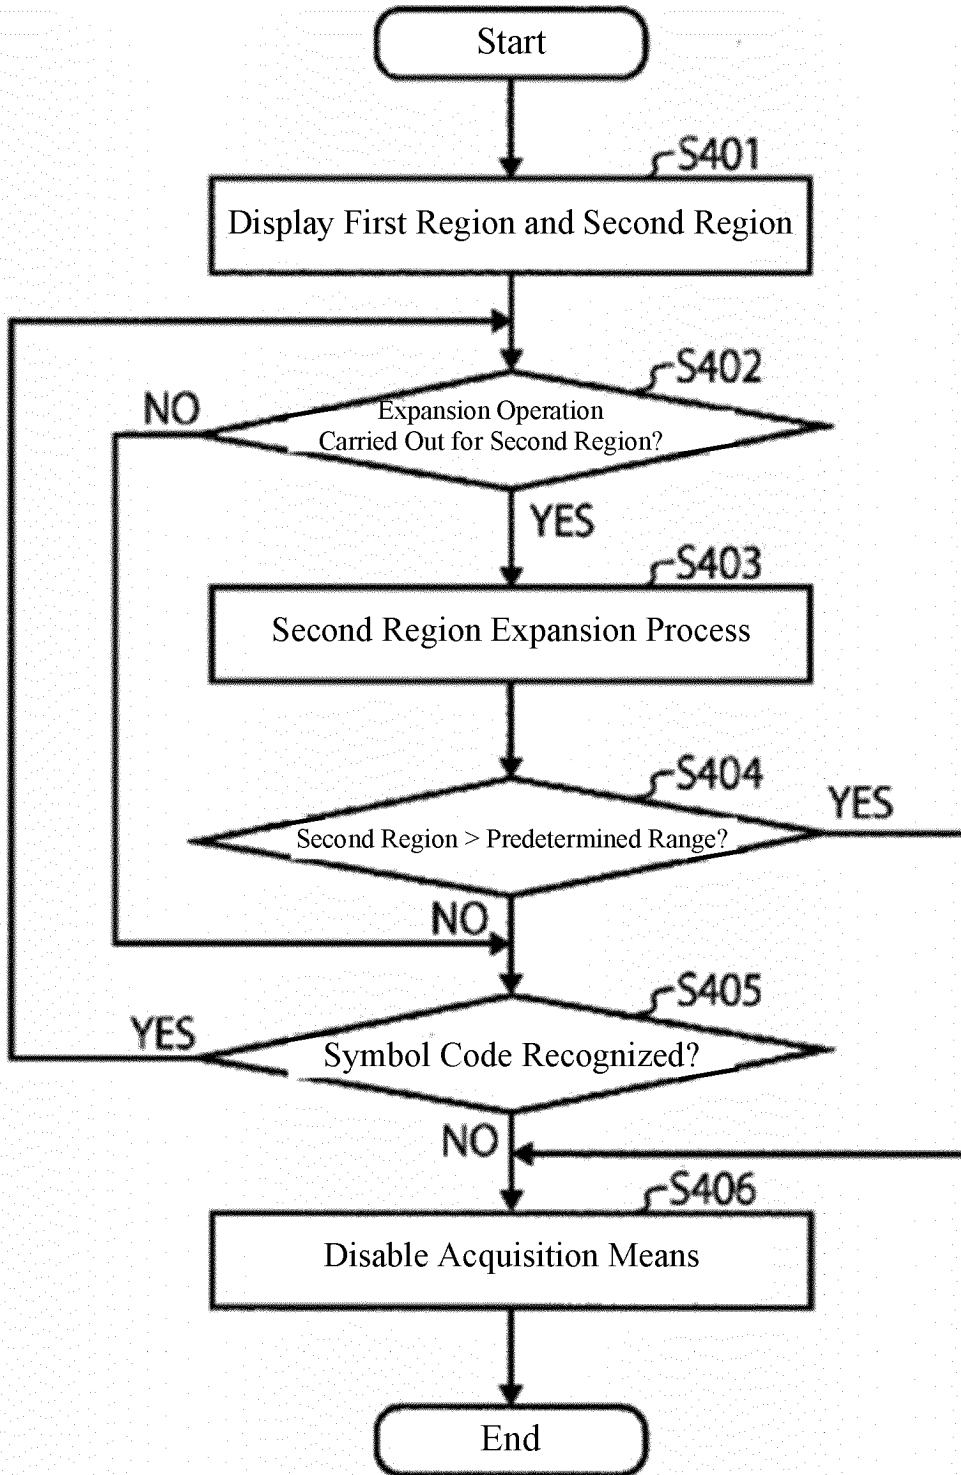 Start
S401
Display First Region and Second Region
S402
NO
Expansion Operation
Carried Out for Second Region?
YES
S403
Second Region Expansion Process
S404
YES
Second Region > Predetermined Range?
NO
S405
YES
Symbol Code Recognized?
NO
S406
Disable Acquisition Means
End